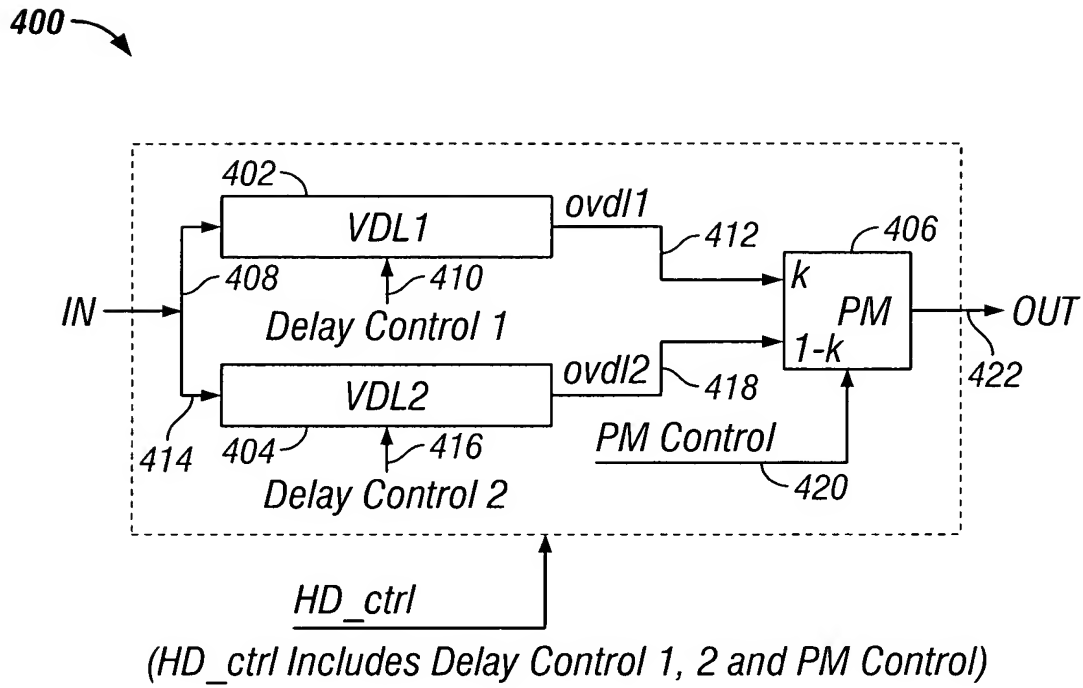 400
402
VDL1
ovdl1
412
406
408
410
k
IN
Delay Control 1
PM
OUT
1-k
422
VDL2
ovdl2
418
414
404
416
PM Control
420
Delay Control 2
HD_ctrl
(HD_ctrl Includes Delay Control 1, 2 and PM Control)